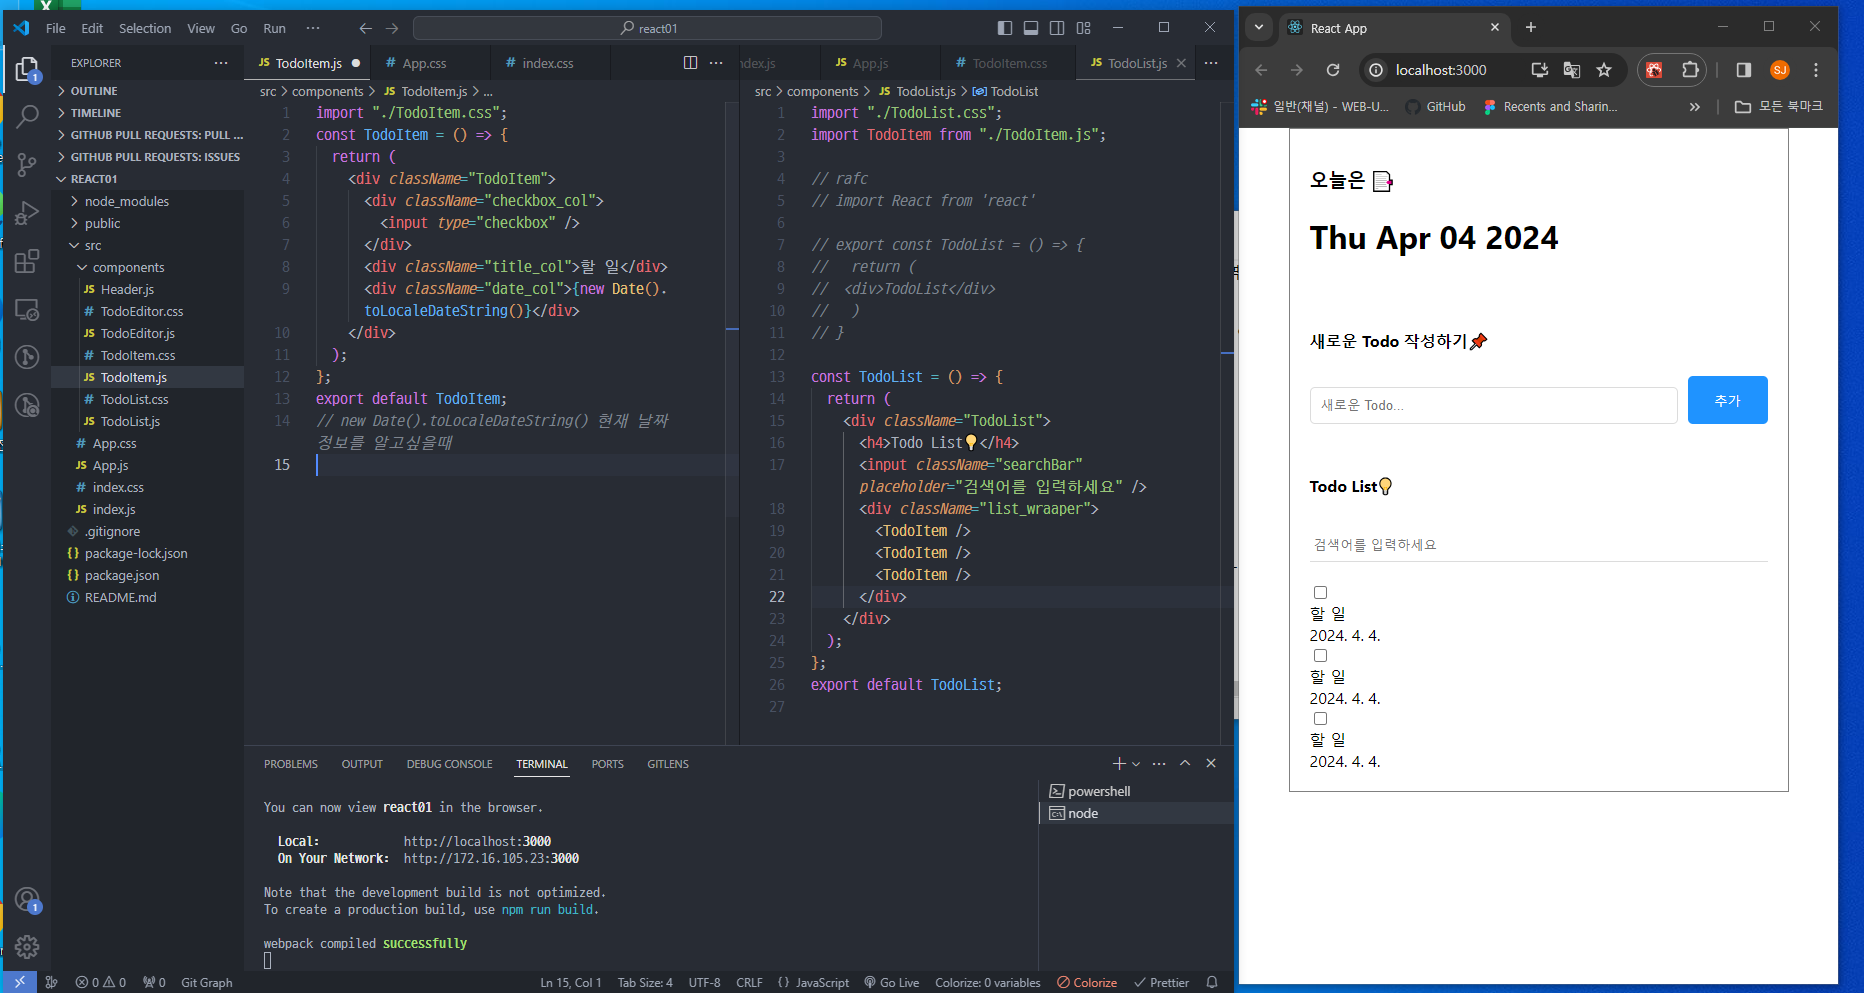 File Edit Selection View Go Run ···
react01
EXPLORER
OUTLINE
TIMELINE
GITHUB PULL REQUESTS: PULL ...
GITHUB PULL REQUESTS: ISSUES
REACT01
node_modules
public
src
components
JS Header.js
# TodoEditor.css
JS TodoEditor.js
# TodoItem.css
JS TodoItem.js
# TodoList.css
JS TodoList.js
# App.css
JS App.js
# index.css
JS index.js
.gitignore
{} package-lock.json
{} package.json
README.md
1
1
JS TodoItem.js
# App.css
# index.css
src > components > JS TodoItem.js > ...
1 import "./TodoItem.css";
2 const TodoItem = () => {
3 return (
4 <div className="TodoItem">
5 <div className="checkbox_col">
6 <input type="checkbox" />
7 </div>
8 <div className="title_col">할 일</div>
9 <div className="date_col">{new Date().
toLocaleDateString()}</div>
10 </div>
11 );
12 };
13 export default TodoItem;
14 // new Date().toLocaleDateString() 현재 날짜
정보를 알고싶을때
15
ndex.js
JS App.js
# TodoItem.css
JS TodoList.js
src > components > JS TodoList.js > TodoList
1 import "./TodoList.css";
2 import TodoItem from "./TodoItem.js";
3
4 // rafc
5 // import React from 'react'
6
7 // export const TodoList = () => {
8 // return (
9 // <div>TodoList</div>
10 // )
11 // }
12
13 const TodoList = () => {
14 return (
15 <div className="TodoList">
16 <h4>Todo List💡</h4>
17 <input className="searchBar"
placeholder="검색어를 입력하세요" />
18 <div className="list_wraaper">
19 <TodoItem />
20 <TodoItem />
21 <TodoItem />
22 </div>
23 </div>
24 );
25 };
26 export default TodoList;
27
PROBLEMS OUTPUT DEBUG CONSOLE TERMINAL PORTS GITLENS
You can now view react01 in the browser.
Local: http://localhost:3000
On Your Network: http://172.16.105.23:3000
Note that the development build is not optimized.
To create a production build, use npm run build.
webpack compiled successfully
powershell
node
0 0 0 Git Graph Ln 15, Col 1 Tab Size: 4 UTF-8 CRLF {} JavaScript Go Live Colorize: 0 variables Colorize Prettier
React App
localhost:3000
SJ
일반(채널) - WEB-U... GitHub Recents and Sharin... » 모든 북마크
오늘은 📑
Thu Apr 04 2024
새로운 Todo 작성하기📌
새로운 Todo...
추가
Todo List💡
검색어를 입력하세요
할 일
2024. 4. 4.
할 일
2024. 4. 4.
할 일
2024. 4. 4.